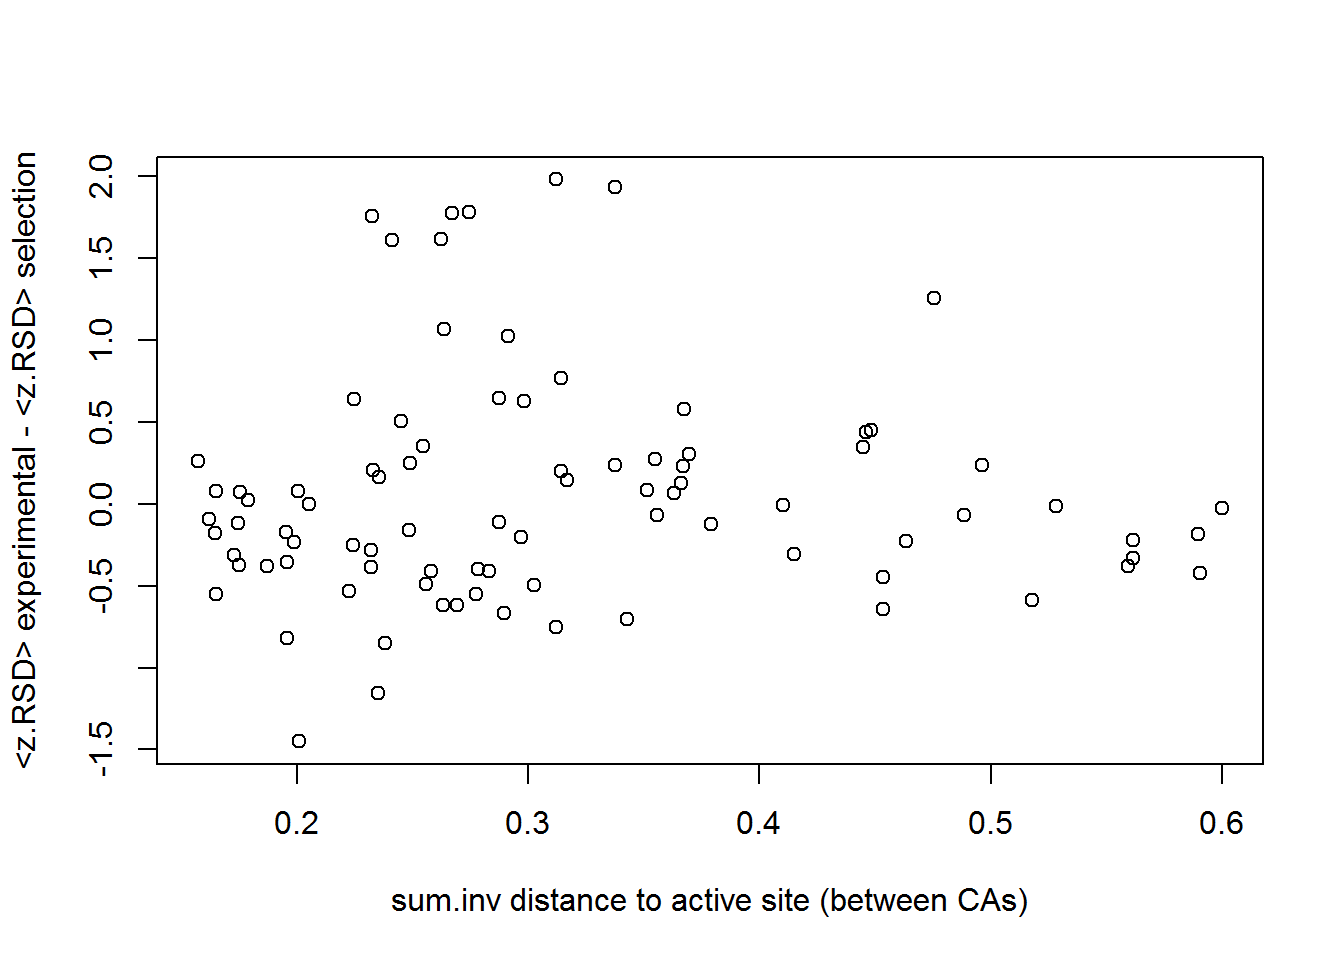 <z.RSD> experimental - <z.RSD> selection
2.0
1.5
1.0
0.5
0.0
-0.5
-1.5
0.2 0.3 0.4 0.5 0.6
sum.inv distance to active site (between CAs)